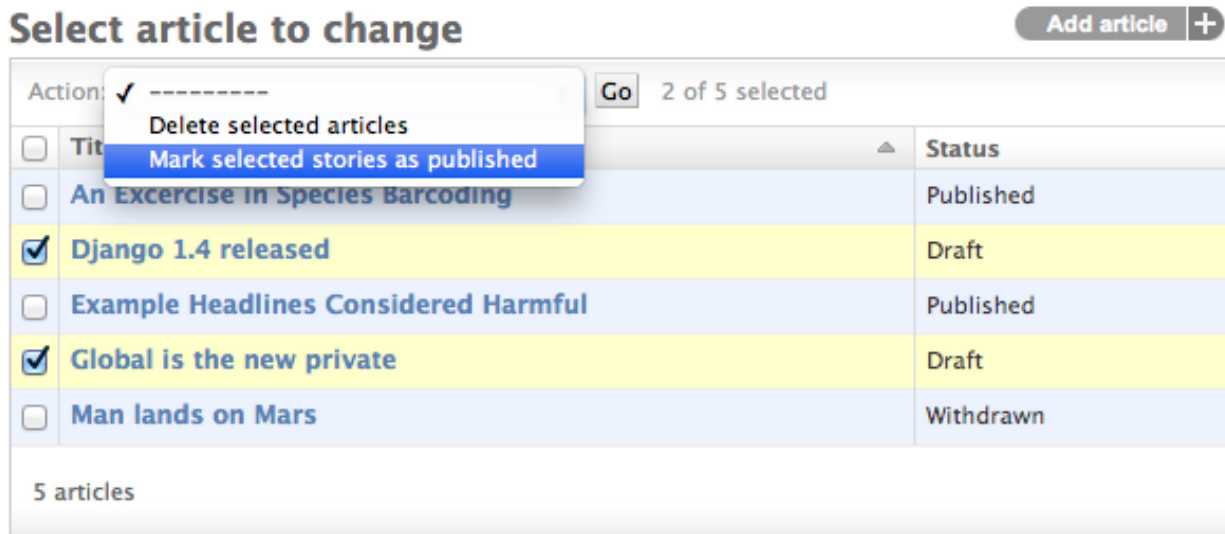 Select article to change
Add article +
Action: ✓ ---------
Go 2 of 5 selected
Delete selected articles
Mark selected stories as published
Tit
Status
An Excercise in Species Barcoding
Published
Django 1.4 released
Draft
Example Headlines Considered Harmful
Published
Global is the new private
Draft
Man lands on Mars
Withdrawn
5 articles